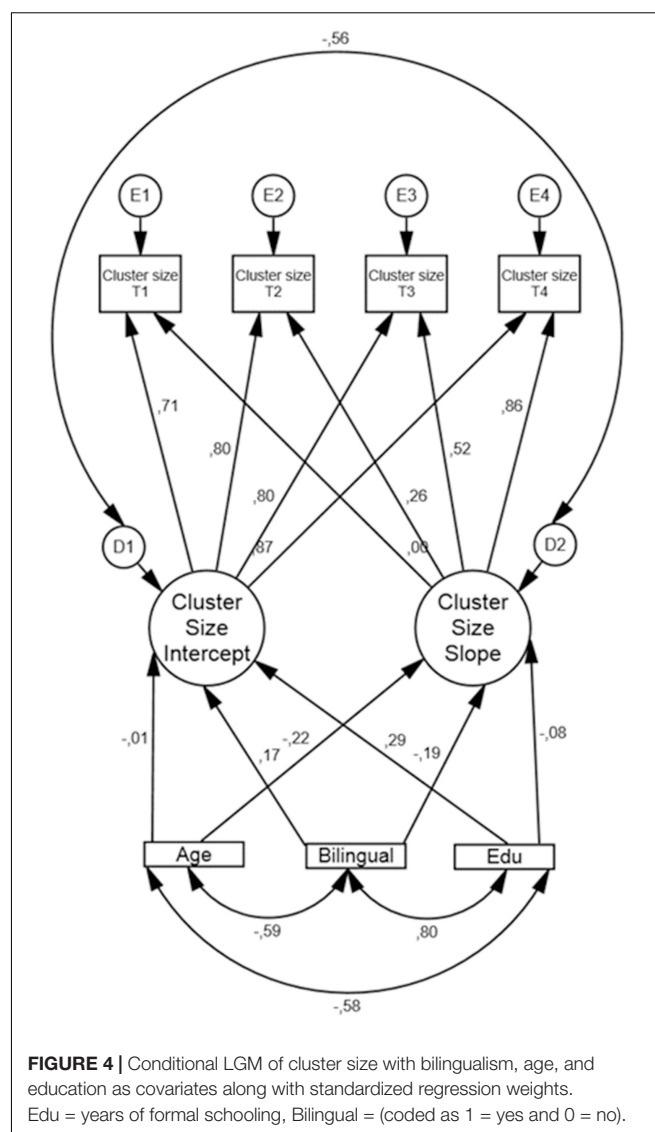 -,56
E1 E2 E3 E4
Cluster size Cluster size Cluster size Cluster size
T1 T2 T3 T4
,71 ,86
,80 ,52
,80 ,26
,87 ,00
D1 D2
Cluster Cluster
Size Size
Intercept Slope
-,01 ,17 -,22 ,29 -,19 -,08
Age Bilingual Edu
-,59 ,80
-,58
FIGURE 4 | Conditional LGM of cluster size with bilingualism, age, and
education as covariates along with standardized regression weights.
Edu = years of formal schooling, Bilingual = (coded as 1 = yes and 0 = no).